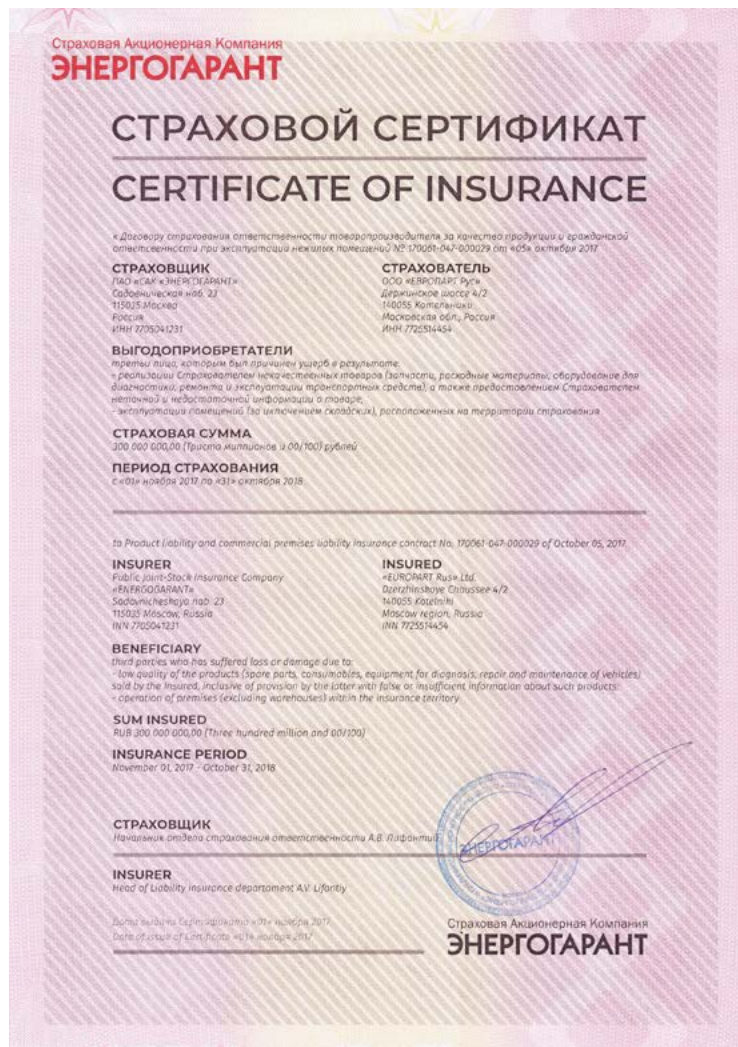 Страховая Акционерная Компания
ЭНЕРГОГАРАНТ
СТРАХОВОЙ СЕРТИФИКАТ
CERTIFICATE OF INSURANCE
к Договору страхования ответственности товаропроизводителя за качество продукции и гражданской
ответсвенности при эксплуатации нежилых помещений № 170061-047-000029 от «05» октября 2017
СТРАХОВЩИК
ПАО «САК «ЭНЕРГОГАРАНТ»
Садовническая наб. 23
115035 Москва
Россия
ИНН 7705041231
СТРАХОВАТЕЛЬ
ООО «ЕВРОПАРТ Рус»
Держинское шоссе 4/2
140055 Котельники
Московская обл., Россия
ИНН 7725514454
ВЫГОДОПРИОБРЕТАТЕЛИ
третьи лица, которым был причинен ущерб в результате:
- реализации Страхователем некачественных товаров (запчасти, расходные материалы, оборудование для
диагностики, ремонта и эксплуатации транспортных средств), а также предоставлением Страхователем
неточной и недостаточной информации о товаре;
- эксплуатации помещений (за иключением складских), расположенных на территории страхования
СТРАХОВАЯ СУММА
300 000 000,00 (Триста миллионов и 00/100) рублей
ПЕРИОД СТРАХОВАНИЯ
с «01» ноября 2017 по «31» октября 2018
to Product liability and commercial premises liability insurance contract No. 170061-047-000029 of October 05, 2017
INSURER
Public Joint-Stock Insurance Company
«ENERGOGARANT»
Sadovnicheskaya nab. 23
115035 Moscow, Russia
INN 7705041231
INSURED
«EUROPART Rus» Ltd.
Dzerzhinskoye Chaussee 4/2
140055 Kotelniki
Moscow region, Russia
INN 7725514454
BENEFICIARY
third parties who has suffered loss or damage due to:
- low quality of the products (spare parts, consumables, equipment for diagnosis, repair and maintenance of vehicles)
sold by the Insured, inclusive of provision by the latter with false or insufficient information about such products;
- operation of premises (excluding warehouses) within the insurance territory
SUM INSURED
RUB 300 000 000,00 (Three hundred million and 00/100)
INSURANCE PERIOD
November 01, 2017 - October 31, 2018
СТРАХОВЩИК
Начальник отдела страхования ответственности А.В. Лифантий
ЭНЕРГОГАРАНТ
INSURER
Head of Liability insurance departament A.V. Lifantiy
Дата выдачи Сертификата «01» ноября 2017
Date of issue of Certificate «01» ноября 2017
Страховая Акционерная Компания
ЭНЕРГОГАРАНТ